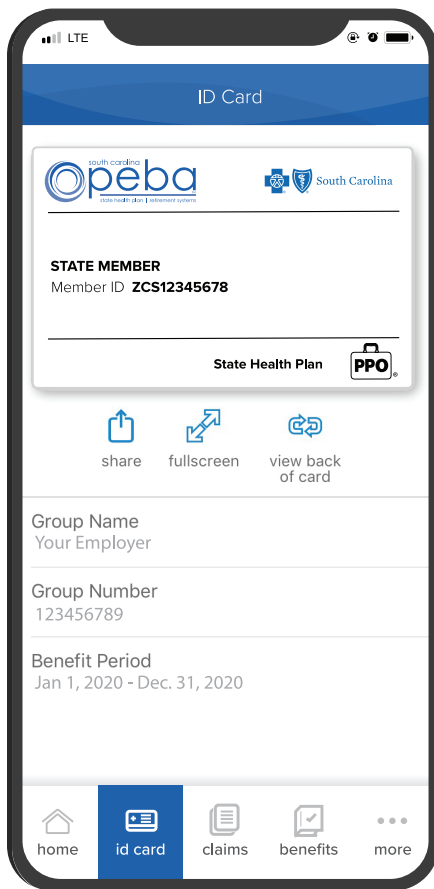 LTE
ID Card
south carolina
peba
state health plan | retirement systems
South Carolina
STATE MEMBER
Member ID ZCS12345678
State Health Plan
PPO
®
share
fullscreen
view back
of card
Group Name
Your Employer
Group Number
123456789
Benefit Period
Jan 1, 2020 - Dec. 31, 2020
home
id card
claims
benefits
more